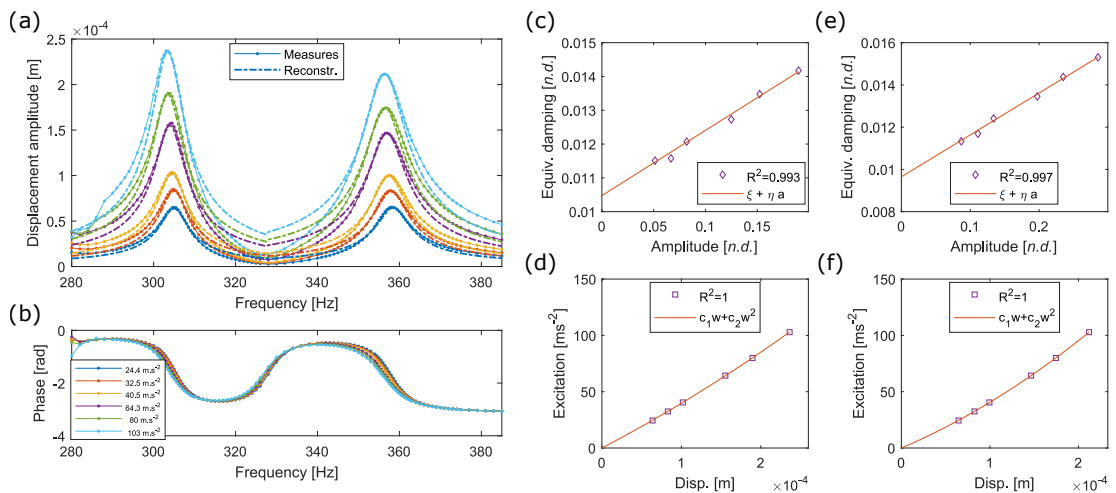 (a)
×10⁻⁴
2.5
2
1.5
1
0.5
0
Displacement amplitude [m]
Measures
Reconstr.
280 300 320 340 360 380
Frequency [Hz]
(b)
0
-2
-4
Phase [rad]
24.4 m.s⁻²
32.5 m.s⁻²
40.5 m.s⁻²
64.3 m.s⁻²
80 m.s⁻²
103 m.s⁻²
280 300 320 340 360 380
Frequency [Hz]
(c)
0.015
0.014
0.013
0.012
0.011
0.01
Equiv. damping [n.d.]
R²=0.993
ξ + η a
0 0.05 0.1 0.15
Amplitude [n.d.]
(d)
150
100
50
0
Excitation [ms⁻²]
R²=1
c₁w+c₂w²
0 1 2
Disp. [m] ×10⁻⁴
(e)
0.016
0.014
0.012
0.01
0.008
Equiv. damping [n.d.]
R²=0.997
ξ + η a
0 0.1 0.2
Amplitude [n.d.]
(f)
150
100
50
0
Excitation [ms⁻²]
R²=1
c₁w+c₂w²
0 1 2
Disp. [m] ×10⁻⁴